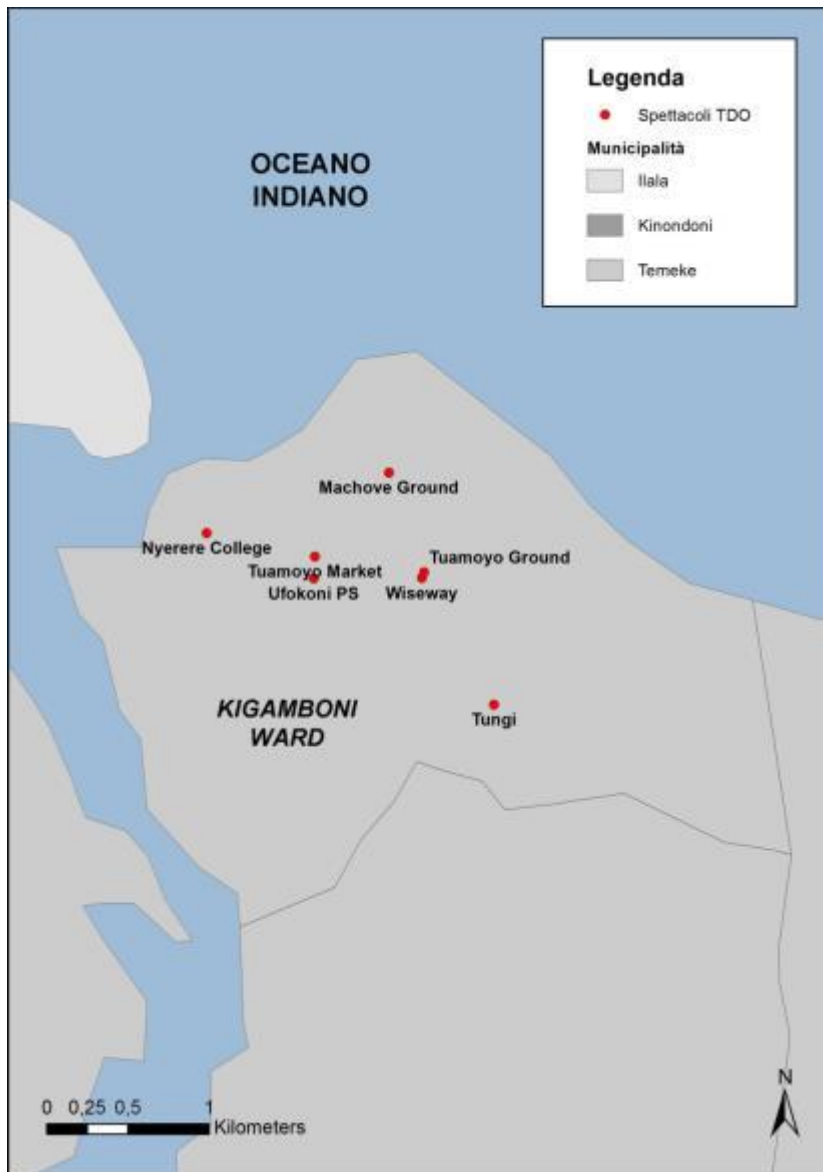 Legenda
Spettacoli TDO
Municipalità
Ilala
Kinondoni
Temeke
OCEANO
INDIANO
Machove Ground
Nyerere College
Tuamoyo Market
Ufokoni PS
Tuamoyo Ground
Wiseway
KIGAMBONI
WARD
Tungi
N
0 0,25 0,5 1
Kilometers